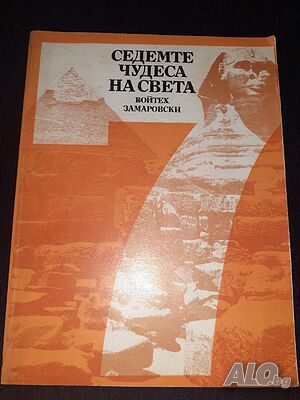 СЕДЕМТЕ
ЧУДЕСА
НА СВЕТА
ВОЙТЕХ
ЗАМАРОВСКИ
7
ALO.bg